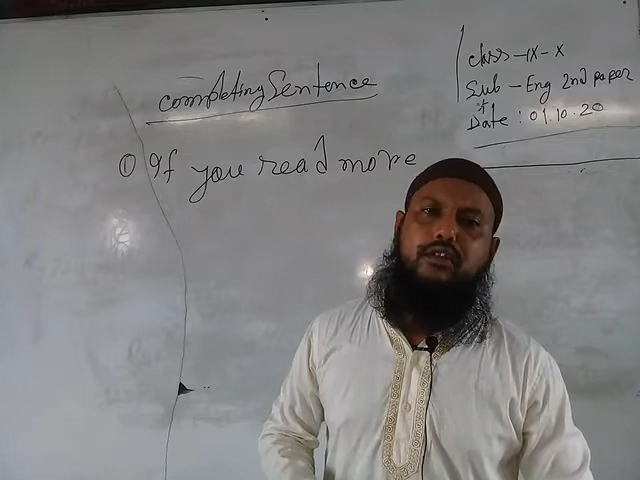 Completing Sentence
Class - IX - X
Sub - Eng 2nd paper
Date : 01.10.20
① If you read more